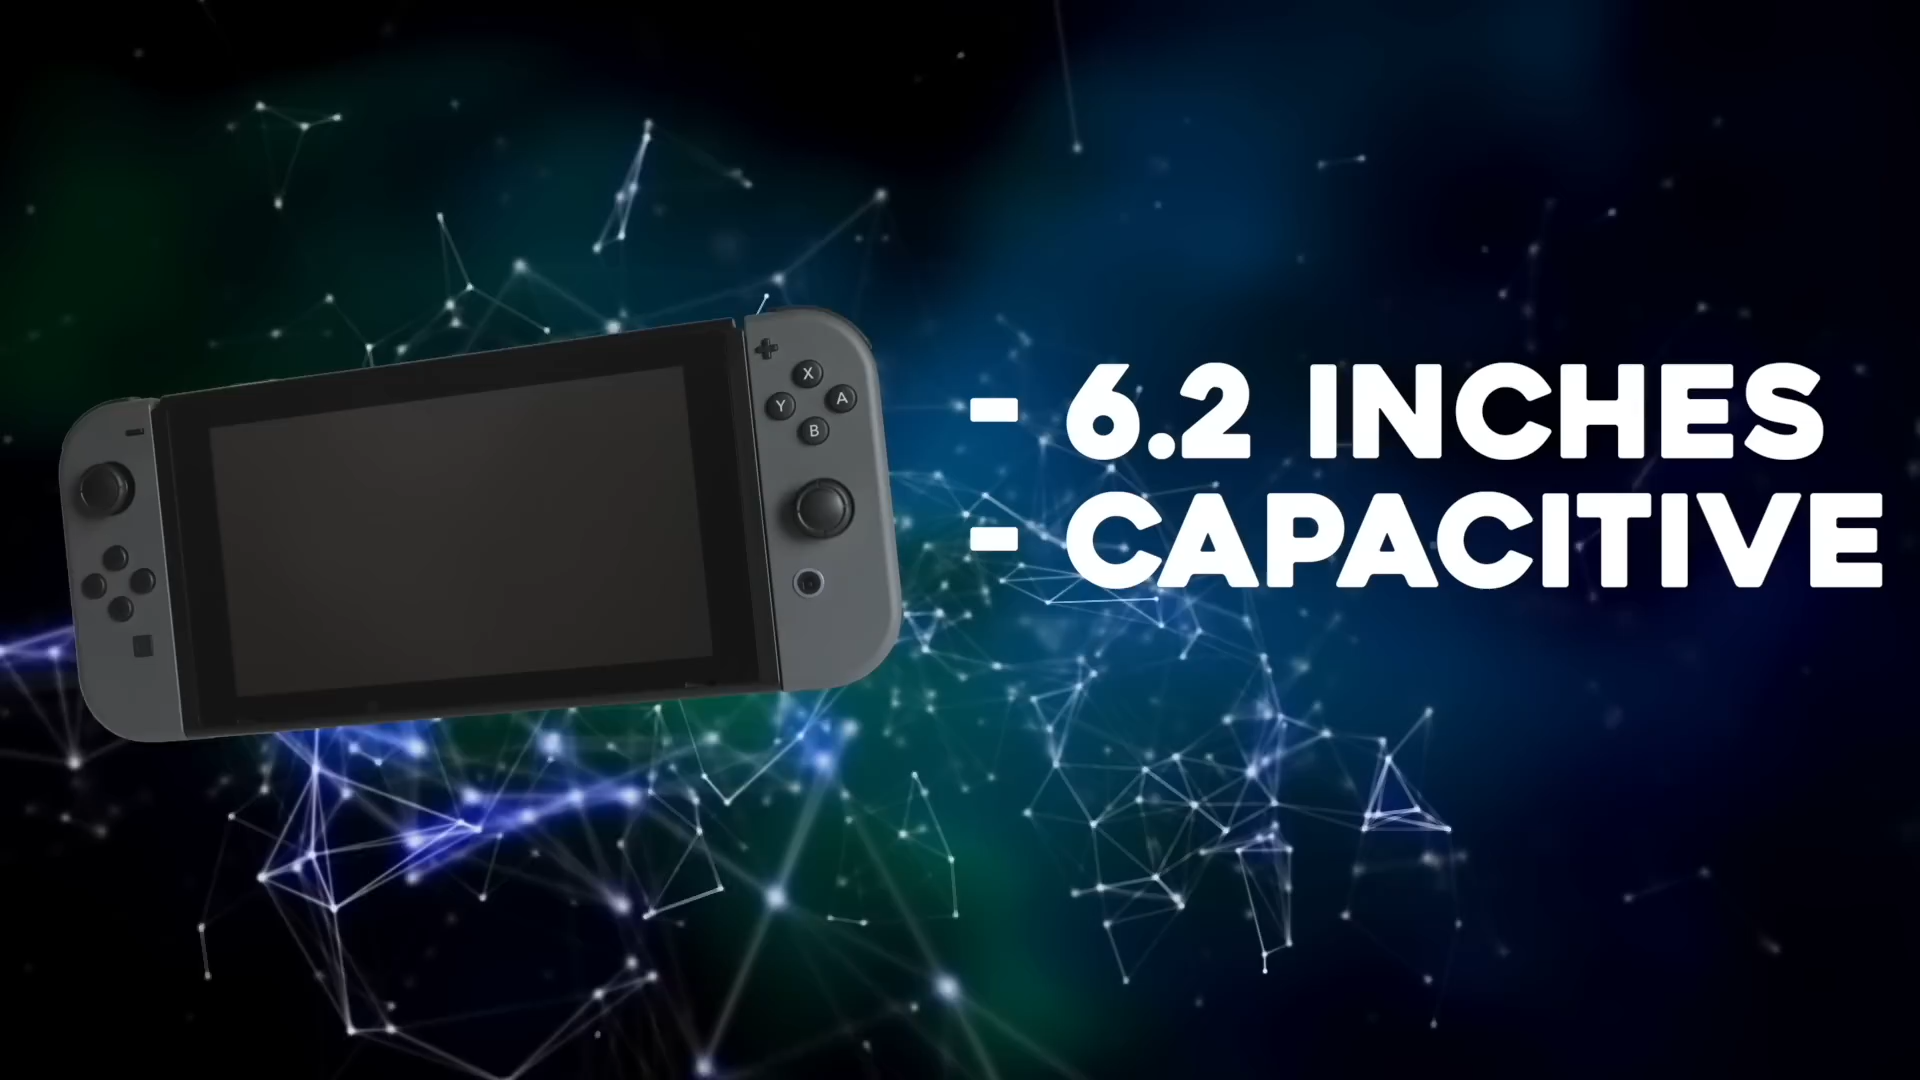 - 6.2 INCHES
- CAPACITIVE
X
Y A
B